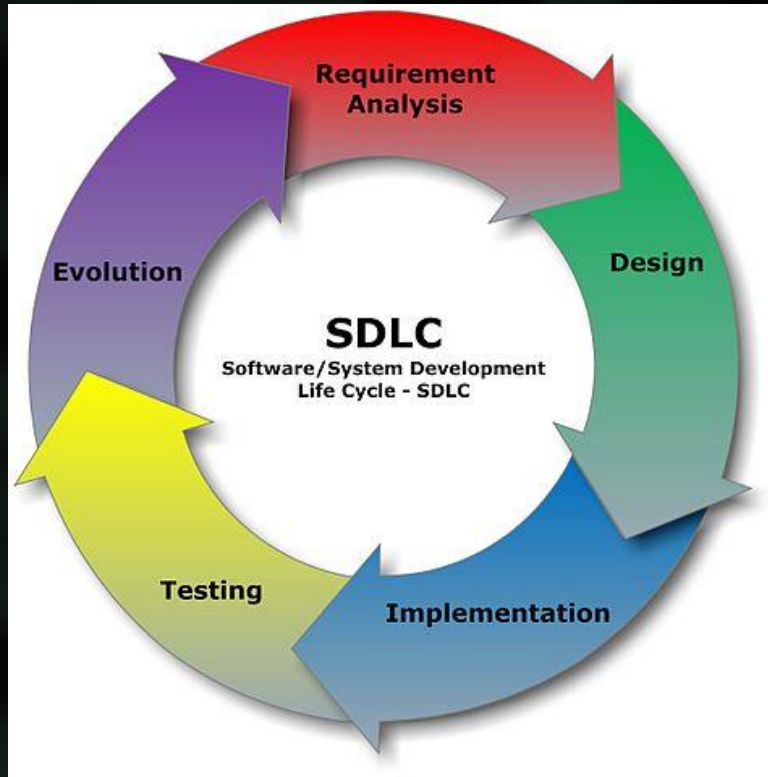 Requirement
Analysis
Design
Evolution
SDLC
Software/System Development
Life Cycle - SDLC
Testing
Implementation